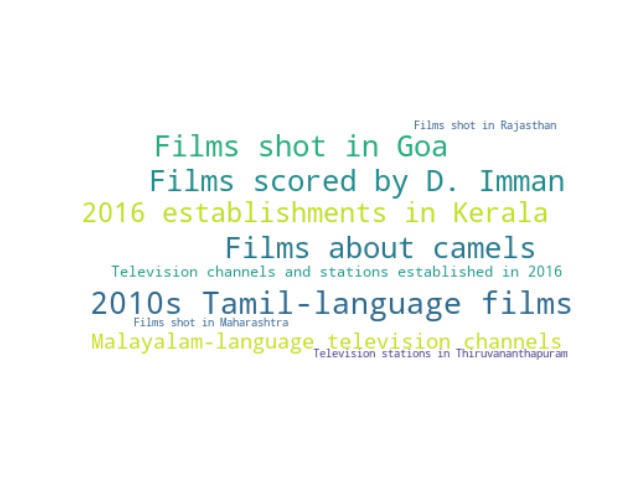 Films shot in Rajasthan
Films shot in Goa
Films scored by D. Imman
2016 establishments in Kerala
Films about camels
Television channels and stations established in 2016
2010s Tamil-language films
Films shot in Maharashtra
Malayalam-language television channels
Television stations in Thiruvananthapuram